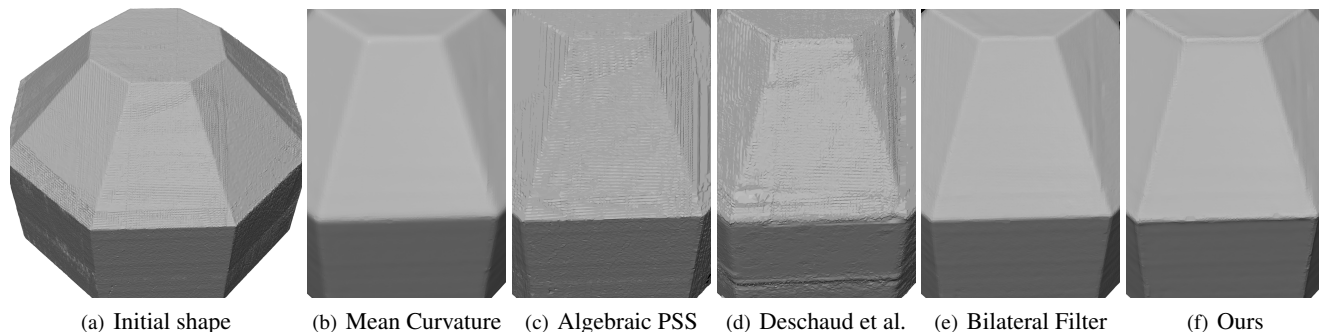 (a) Initial shape (b) Mean Curvature (c) Algebraic PSS (d) Deschaud et al. (e) Bilateral Filter (f) Ours